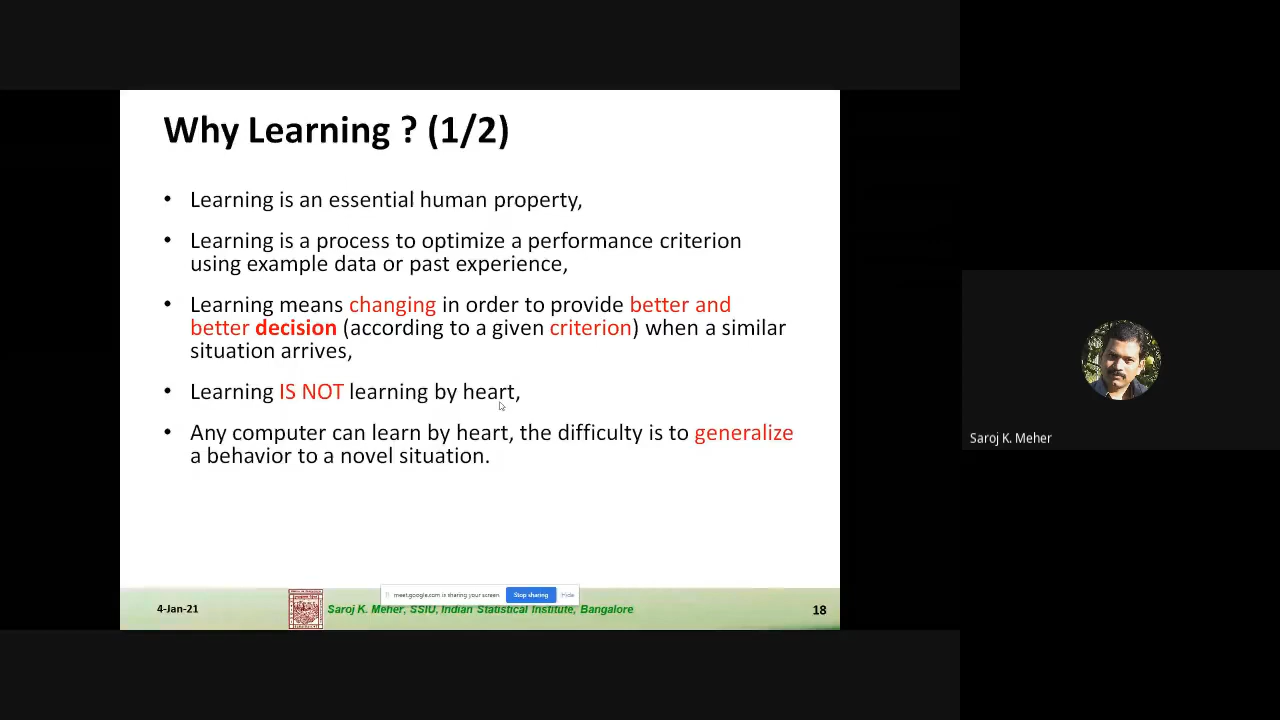 Why Learning ? (1/2)
• Learning is an essential human property,
• Learning is a process to optimize a performance criterion
using example data or past experience,
• Learning means changing in order to provide better and
better decision (according to a given criterion) when a similar
situation arrives,
• Learning IS NOT learning by heart,
• Any computer can learn by heart, the difficulty is to generalize
a behavior to a novel situation.
Saroj K. Meher
meet.google.com is sharing your screen Stop sharing Hide
4-Jan-21 Saroj K. Meher, SSIU, Indian Statistical Institute, Bangalore 18